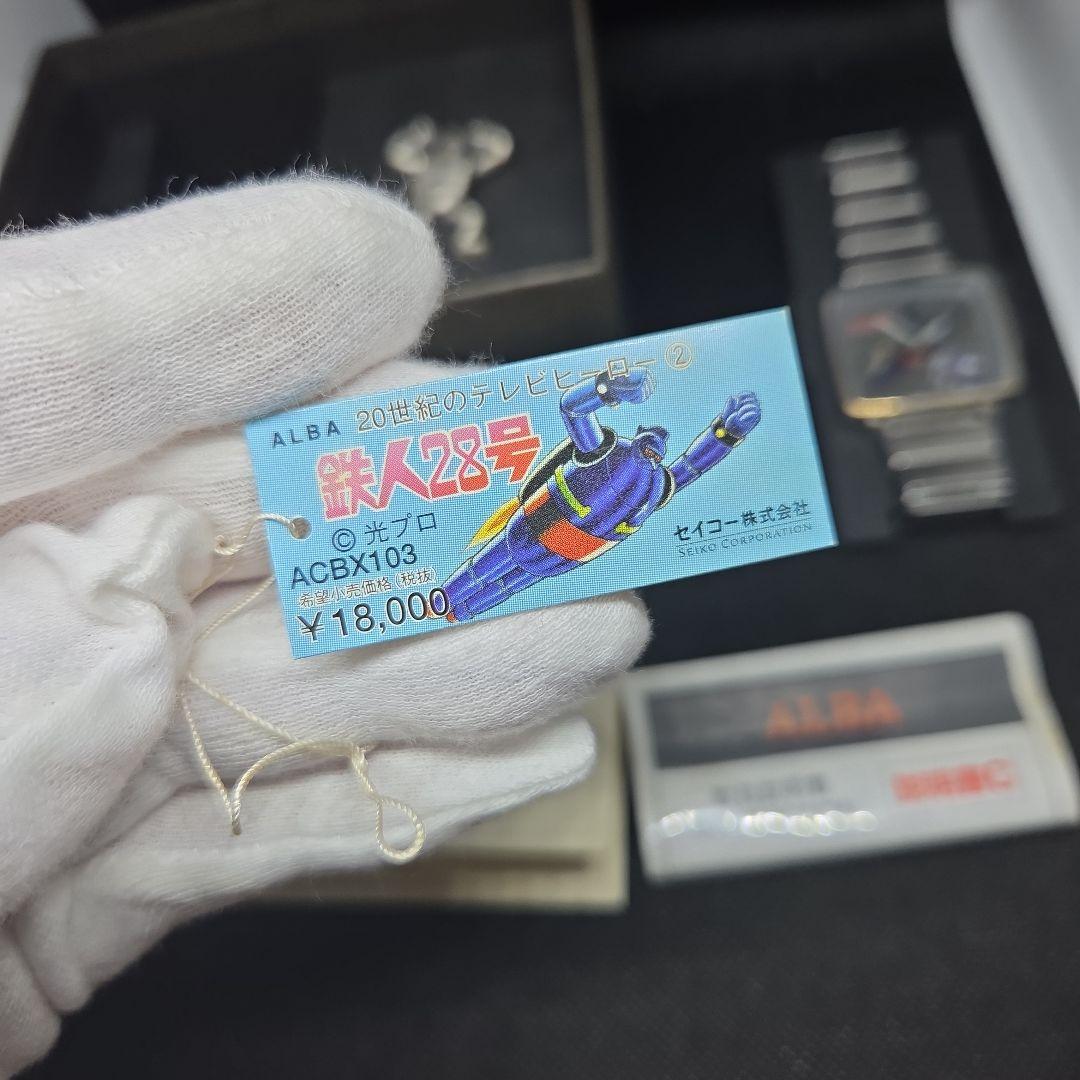 ALBA 20世紀のテレビヒーロー②
鉄人28号
©光プロ
ACBX103
希望小売価格(税抜)
¥18,000
セイコー株式会社
SEIKO CORPORATION
ALBA